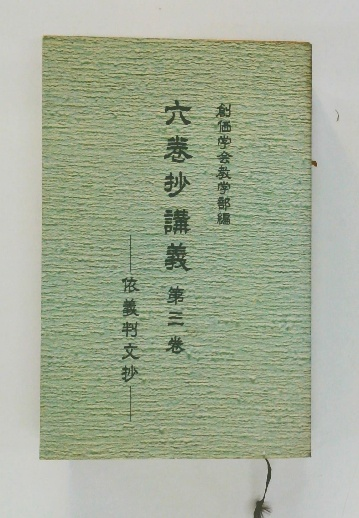 創価学会教学部編
六巻抄講義 第三巻
──依義判文抄──